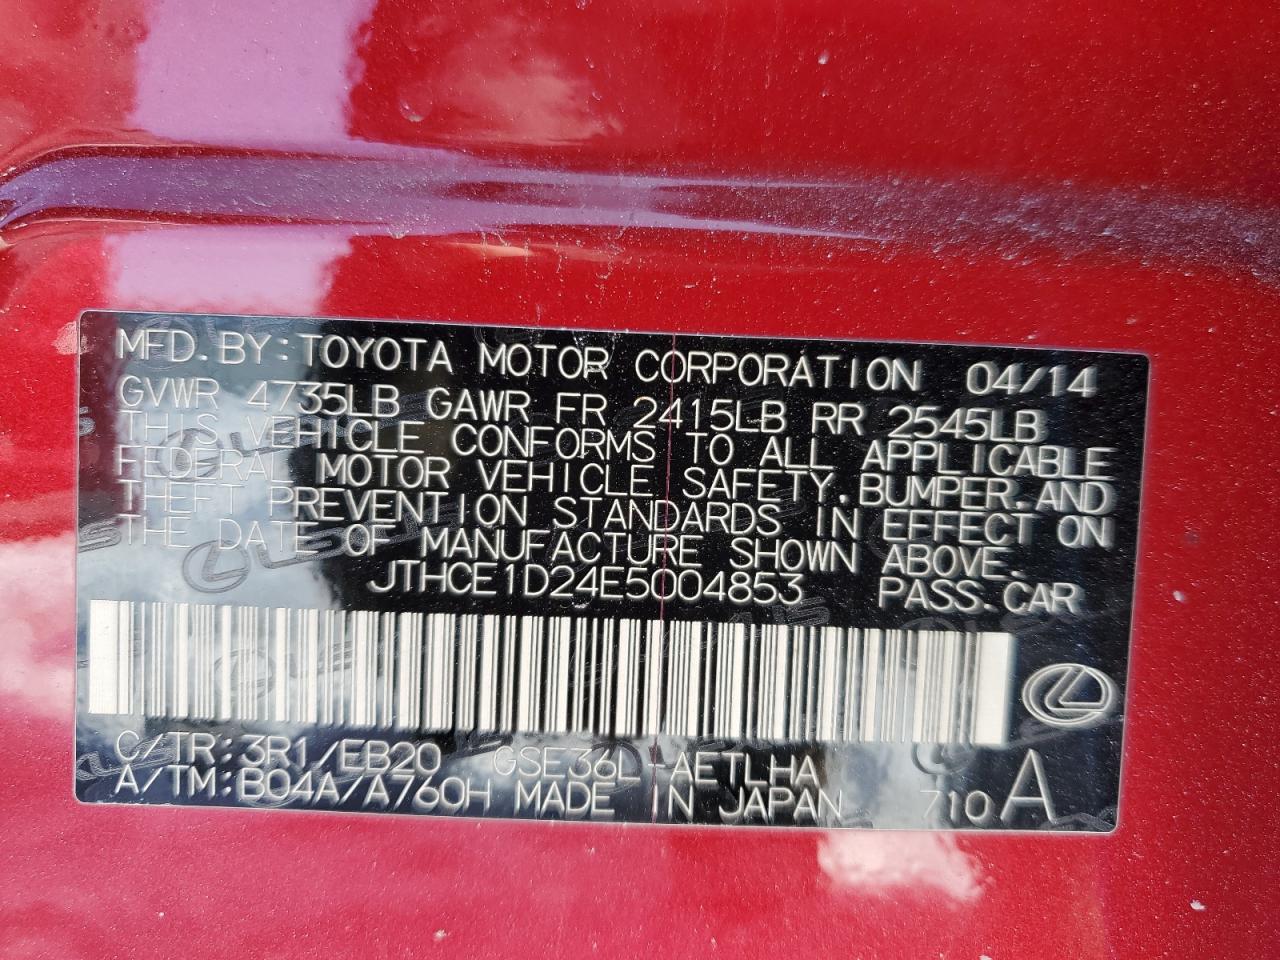 MFD.BY:TOYOTA MOTOR CORPORATION 04/14
GVWR 4735LB GAWR FR 2415LB RR 2545LB
THIS VEHICLE CONFORMS TO ALL APPLICABLE
FEDERAL MOTOR VEHICLE SAFETY,BUMPER,AND
THEFT PREVENTION STANDARDS IN EFFECT ON
THE DATE OF MANUFACTURE SHOWN ABOVE.
JTHCE1D24E5004853 PASS.CAR
C/TR:3R1/EB20 GSE36L-AETLHA
A/TM:B04A/A760H MADE IN JAPAN 710 A